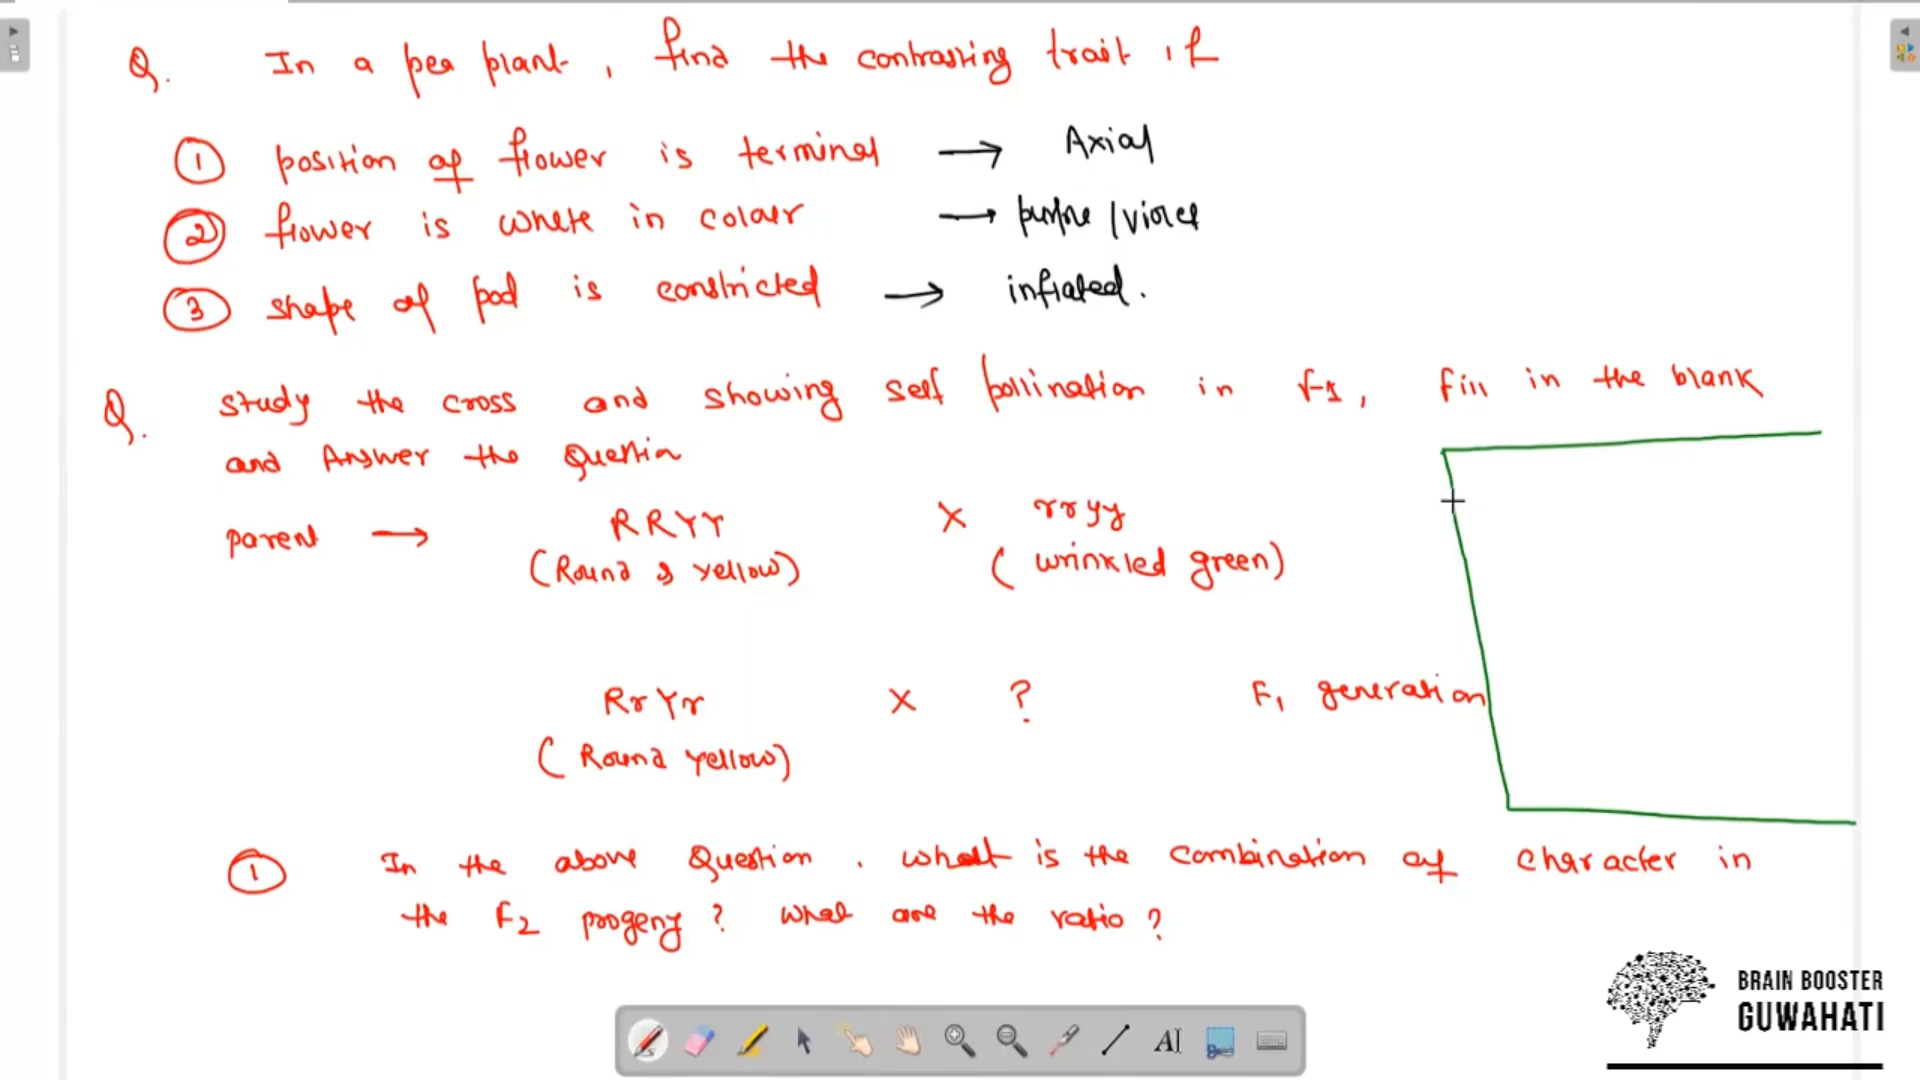 Q. In a pea plant, find the contrasting trait if
① position of flower is terminal → Axial
② flower is white in colour → purple / violet
③ shape of pod is constricted → inflated.
Q. study the cross and showing self pollination in F1, fill in the blank
and Answer the Question
parent → RRYY X rryy
(Round & yellow) (wrinkled green)
RrYy X ? F1 generation
(Round yellow)
① In the above Question. what is the combination of character in
the F2 progeny? what are the ratio?
BRAIN BOOSTER
GUWAHATI
AI